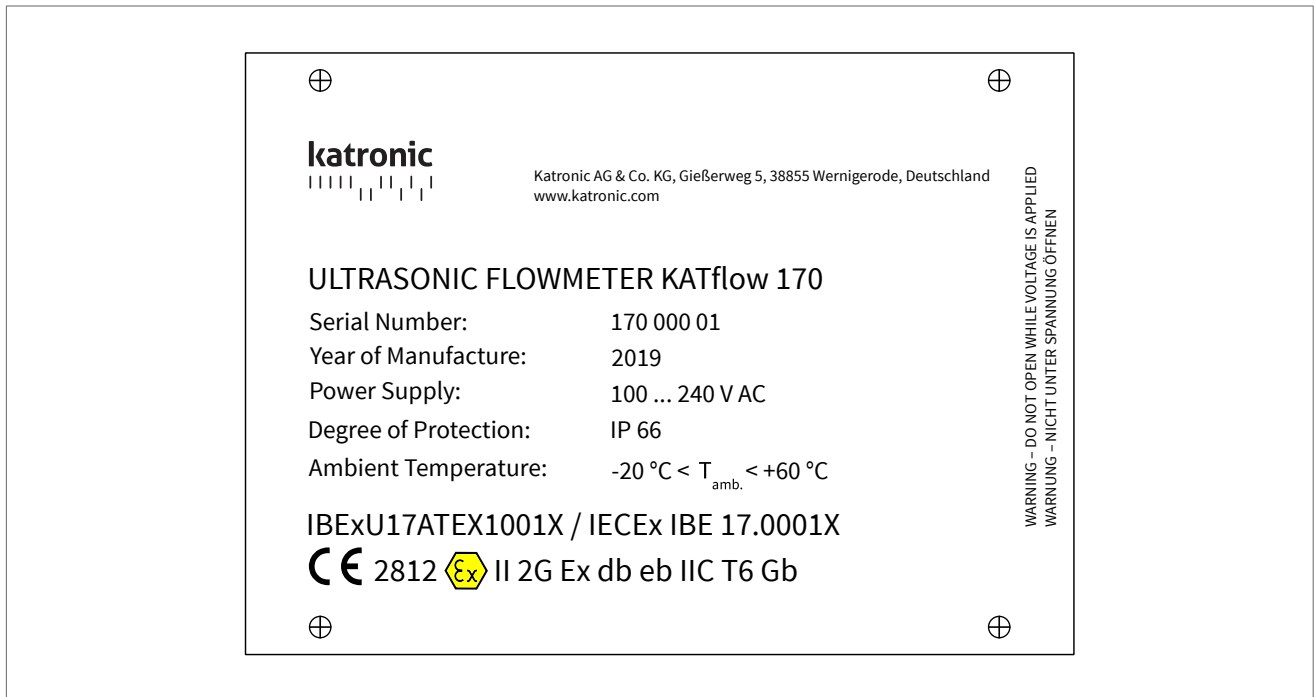 katronic
Katronic AG & Co. KG, Gießerweg 5, 38855 Wernigerode, Deutschland
www.katronic.com
ULTRASONIC FLOWMETER KATflow 170
Serial Number: 170 000 01
Year of Manufacture: 2019
Power Supply: 100 ... 240 V AC
Degree of Protection: IP 66
Ambient Temperature: -20 °C < T amb. < +60 °C
IBExU17ATEX1001X / IECEx IBE 17.0001X
CE 2812 Ex II 2G Ex db eb IIC T6 Gb
WARNING – DO NOT OPEN WHILE VOLTAGE IS APPLIED
WARNUNG – NICHT UNTER SPANNUNG ÖFFNEN